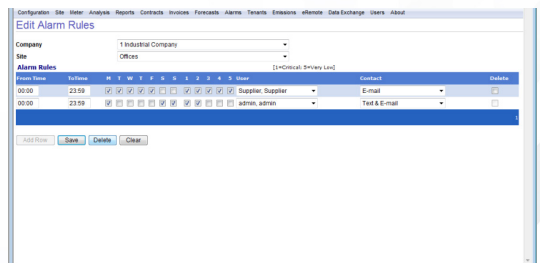 Configuration Site Meter Analysis Reports Contracts Invoices Forecasts Alarms Tenants Emissions eRemote Data Exchange Users About
Edit Alarm Rules
Company 1 Industrial Company
Site Offices
Alarm Rules [1=Critical: 5=Very Low]
From Time ToTime M T W T F S S 1 2 3 4 5 User Contact Delete
00:00 23:59 Supplier, Supplier E-mail
00:00 23:59 admin, admin Text & E-mail
1
Add Row Save Delete Clear